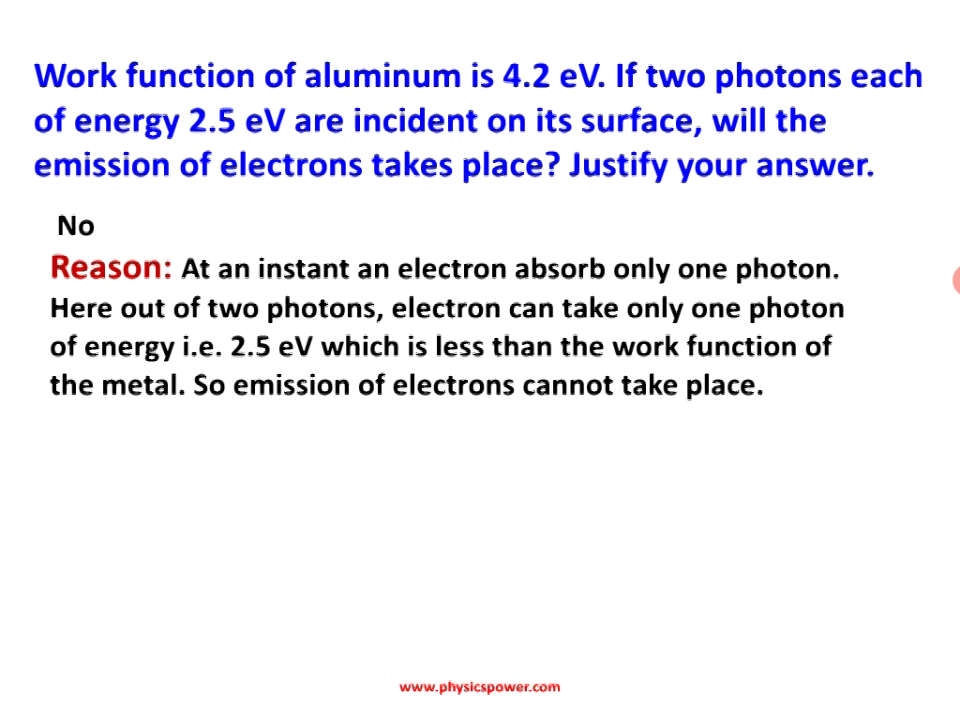 Work function of aluminum is 4.2 eV. If two photons each
of energy 2.5 eV are incident on its surface, will the
emission of electrons takes place? Justify your answer.
No
Reason: At an instant an electron absorb only one photon.
Here out of two photons, electron can take only one photon
of energy i.e. 2.5 eV which is less than the work function of
the metal. So emission of electrons cannot take place.
www.physicspower.com